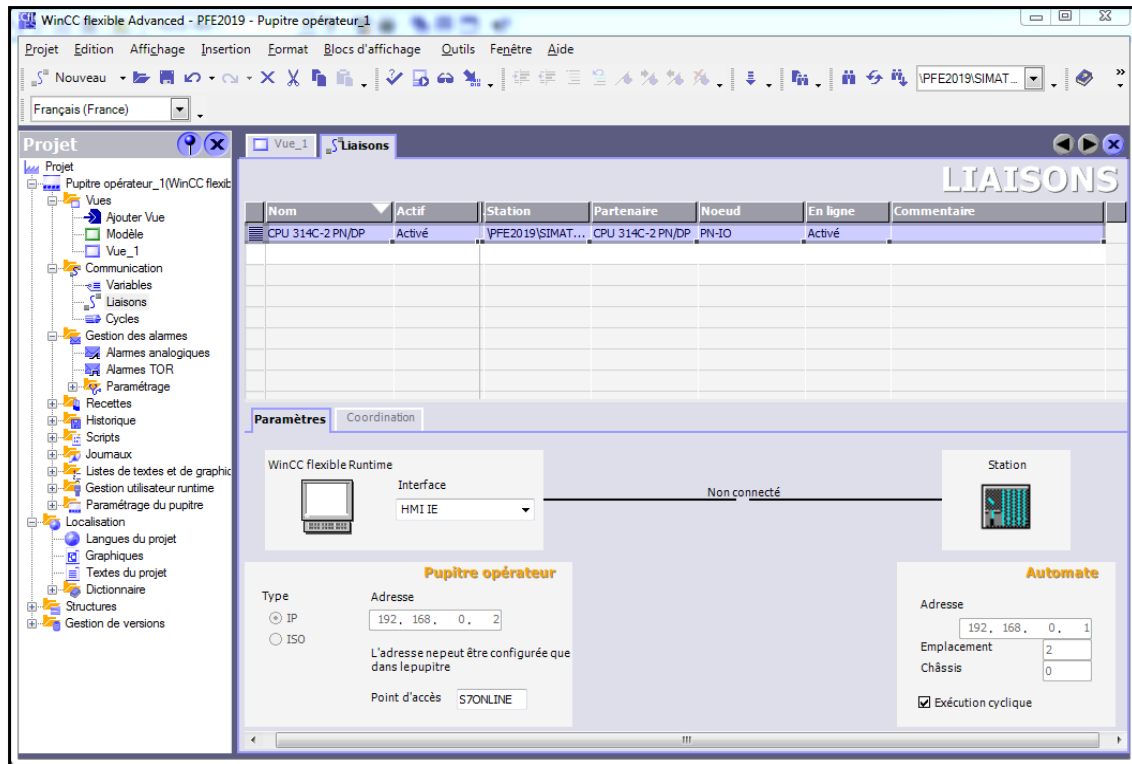 WinCC flexible Advanced - PFE2019 - Pupitre opérateur_1
Projet Edition Affichage Insertion Format Blocs d'affichage Outils Fenêtre Aide
Nouveau \PFE2019\SIMAT...
Français (France)
Projet
Projet
Pupitre opérateur_1(WinCC flexib
Vues
Ajouter Vue
Modèle
Vue_1
Communication
Variables
Liaisons
Cycles
Gestion des alarmes
Alarmes analogiques
Alarmes TOR
Paramétrage
Recettes
Historique
Scripts
Journaux
Listes de textes et de graphic
Gestion utilisateur runtime
Paramétrage du pupitre
Localisation
Langues du projet
Graphiques
Textes du projet
Dictionnaire
Structures
Gestion de versions
Vue_1 Liaisons
LIAISONS
Nom Actif Station Partenaire Noeud En ligne Commentaire
CPU 314C-2 PN/DP Activé \PFE2019\SIMAT... CPU 314C-2 PN/DP PN-IO Activé
Paramètres Coordination
WinCC flexible Runtime
Interface
HMI IE
Non connecté
Station
Pupitre opérateur
Type Adresse
IP 192. 168. 0. 2
ISO
L'adresse nepeut être configurée que
dans lepupitre
Point d'accès S7ONLINE
Automate
Adresse
192. 168. 0. 1
Emplacement 2
Châssis 0
Exécution cyclique